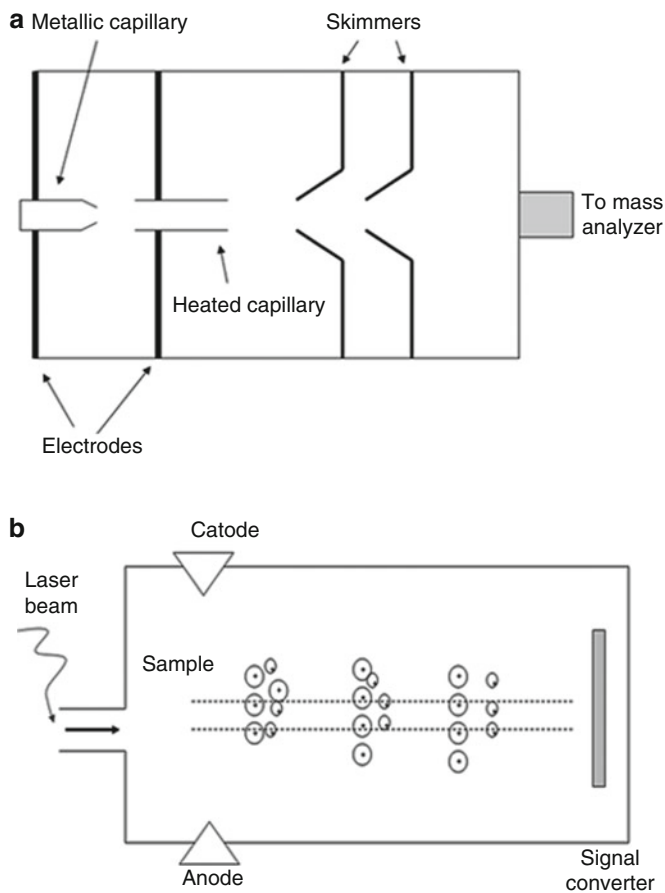 a
Metallic capillary
Skimmers
To mass
analyzer
Heated capillary
Electrodes
b
Catode
Laser
beam
Sample
Anode
Signal
converter